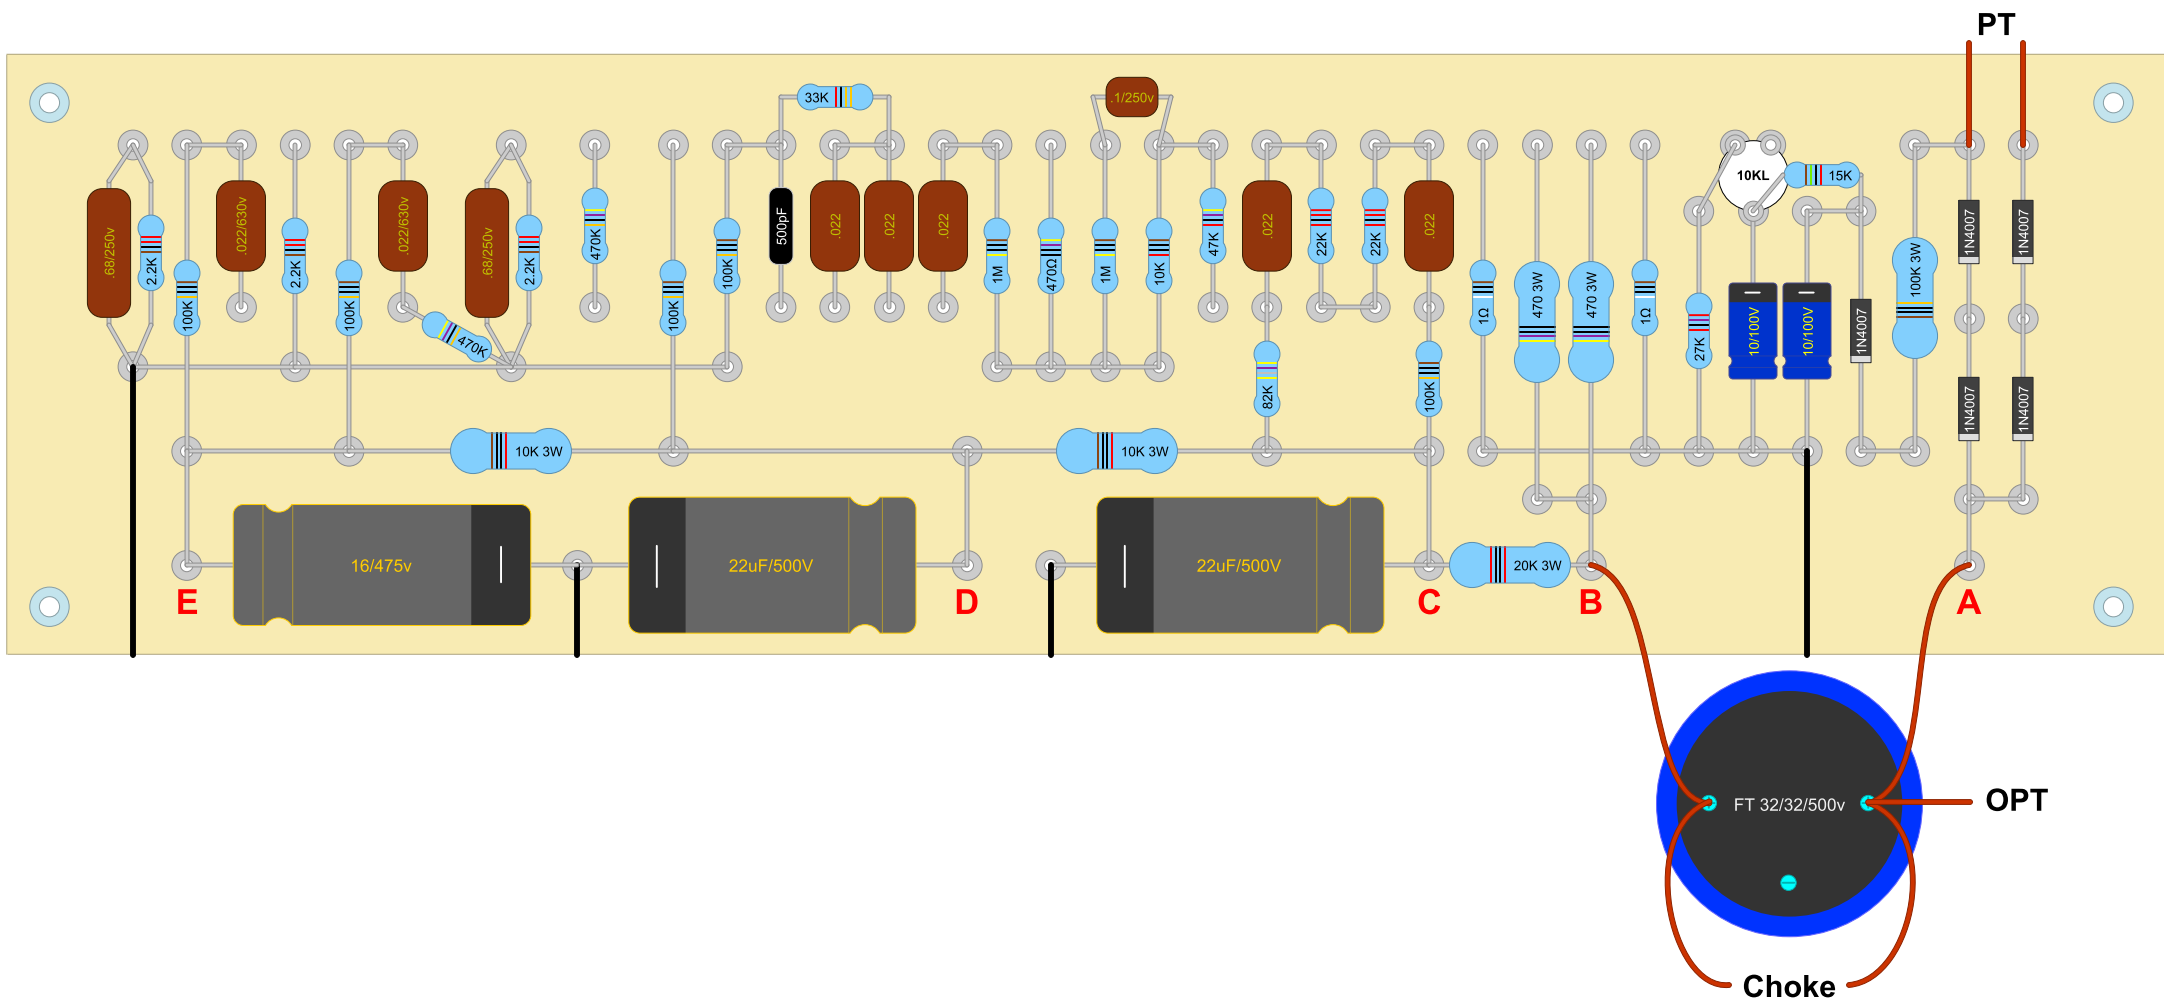 PT
33K
.1/250v
.68/250v
2.2K
100K
.022/630v
2.2K
100K
.022/630v
470K
.68/250v
2.2K
470K
100K
100K
500pF
.022
.022
.022
1M
470Ω
1M
10K
47K
.022
82K
22K
22K
.022
100K
1Ω
470 3W
470 3W
1Ω
27K
10KL
15K
10/100V
10/100V
1N4007
100K 3W
1N4007
1N4007
1N4007
1N4007
10K 3W
10K 3W
16/475v
22uF/500V
22uF/500V
20K 3W
E
D
C
B
A
FT 32/32/500v
OPT
Choke